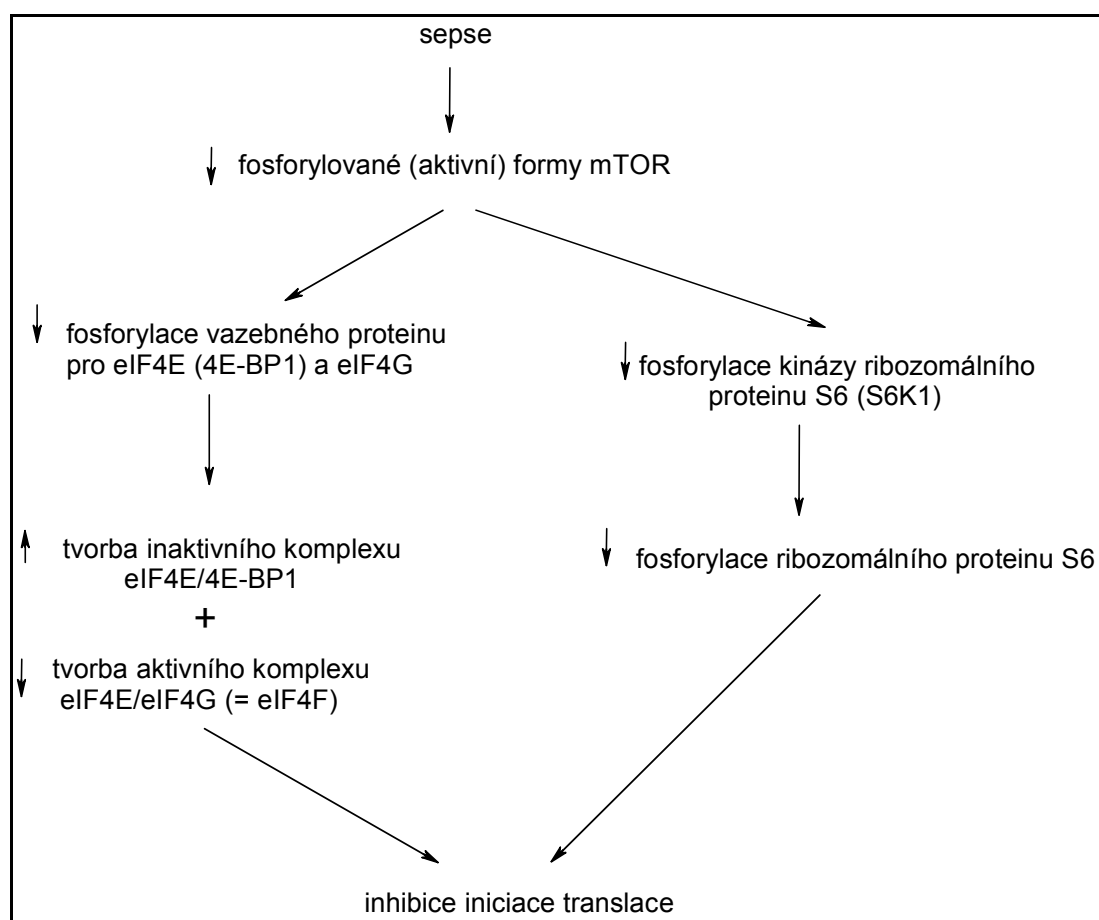 sepse
↓ fosforylované (aktivní) formy mTOR
↓ fosforylace vazebného proteinu
pro eIF4E (4E-BP1) a eIF4G
↓ fosforylace kinázy ribozomálního
proteinu S6 (S6K1)
↑ tvorba inaktivního komplexu
eIF4E/4E-BP1
+
↓ tvorba aktivního komplexu
eIF4E/eIF4G (= eIF4F)
↓ fosforylace ribozomálního proteinu S6
inhibice iniciace translace